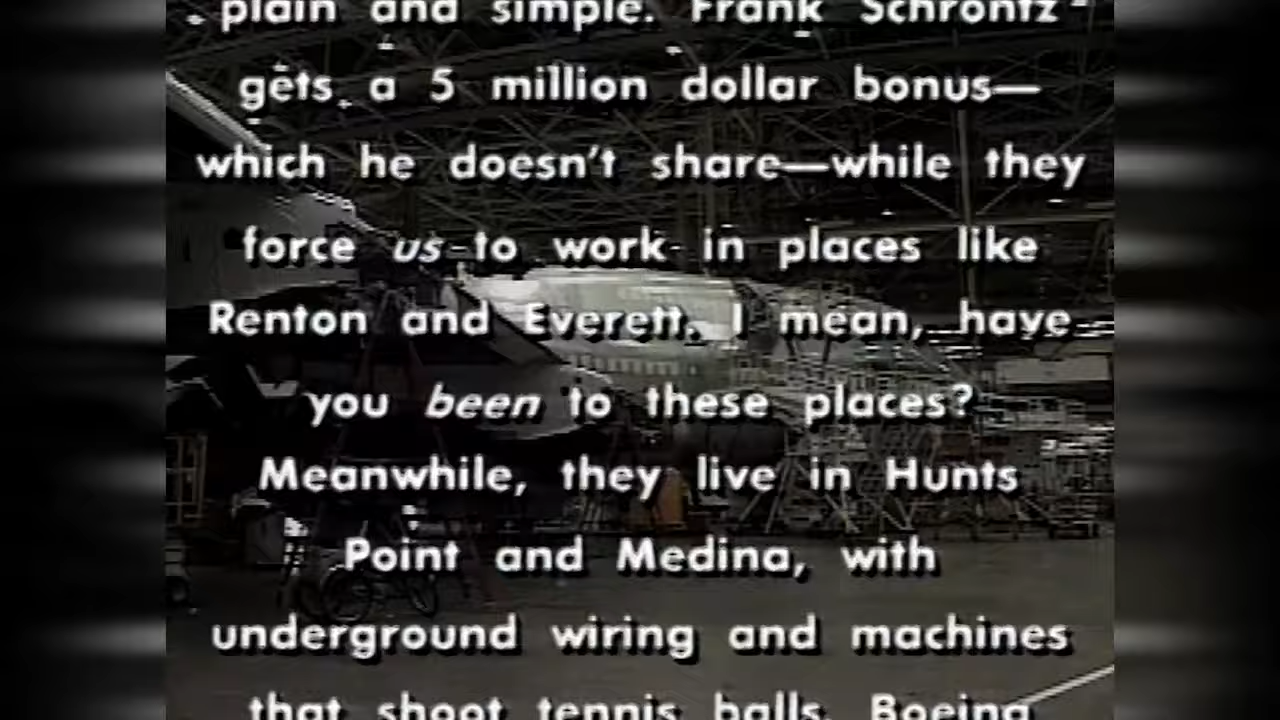 plain and simple. Frank Schrontz
gets a 5 million dollar bonus—
which he doesn't share—while they
force us to work in places like
Renton and Everett. I mean, have
you been to these places?
Meanwhile, they live in Hunts
Point and Medina, with
underground wiring and machines
that shoot tennis balls. Boeing